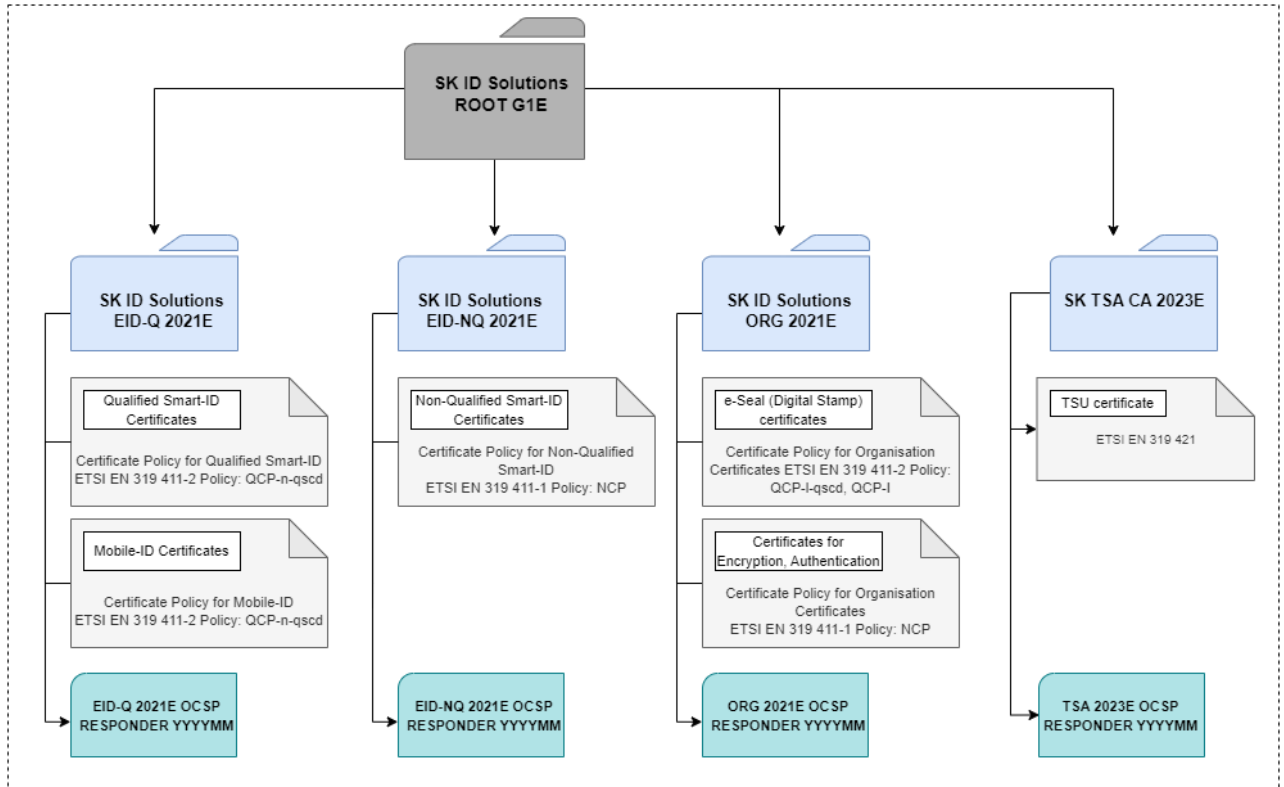 SK ID Solutions
ROOT G1E
SK ID Solutions
EID-Q 2021E
SK ID Solutions
EID-NQ 2021E
SK ID Solutions
ORG 2021E
SK TSA CA 2023E
Qualified Smart-ID
Certificates
Certificate Policy for Qualified Smart-ID
ETSI EN 319 411-2 Policy: QCP-n-qscd
Non-Qualified Smart-ID
Certificates
Certificate Policy for Non-Qualified
Smart-ID
ETSI EN 319 411-1 Policy: NCP
e-Seal (Digital Stamp)
certificates
Certificate Policy for Organisation
Certificates ETSI EN 319 411-2 Policy:
QCP-l-qscd, QCP-l
TSU certificate
ETSI EN 319 421
Mobile-ID Certificates
Certificate Policy for Mobile-ID
ETSI EN 319 411-2 Policy: QCP-n-qscd
Certificates for
Encryption, Authentication
Certificate Policy for Organisation
Certificates
ETSI EN 319 411-1 Policy: NCP
EID-Q 2021E OCSP
RESPONDER YYYYMM
EID-NQ 2021E OCSP
RESPONDER YYYYMM
ORG 2021E OCSP
RESPONDER YYYYMM
TSA 2023E OCSP
RESPONDER YYYYMM